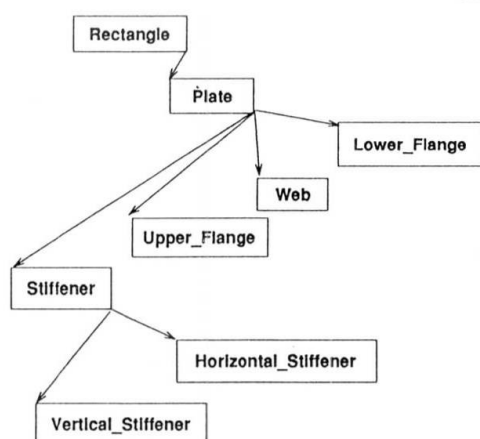 Rectangle
Plate
Lower_Flange
Web
Upper_Flange
Stiffener
Horizontal_Stiffener
Vertical_Stiffener